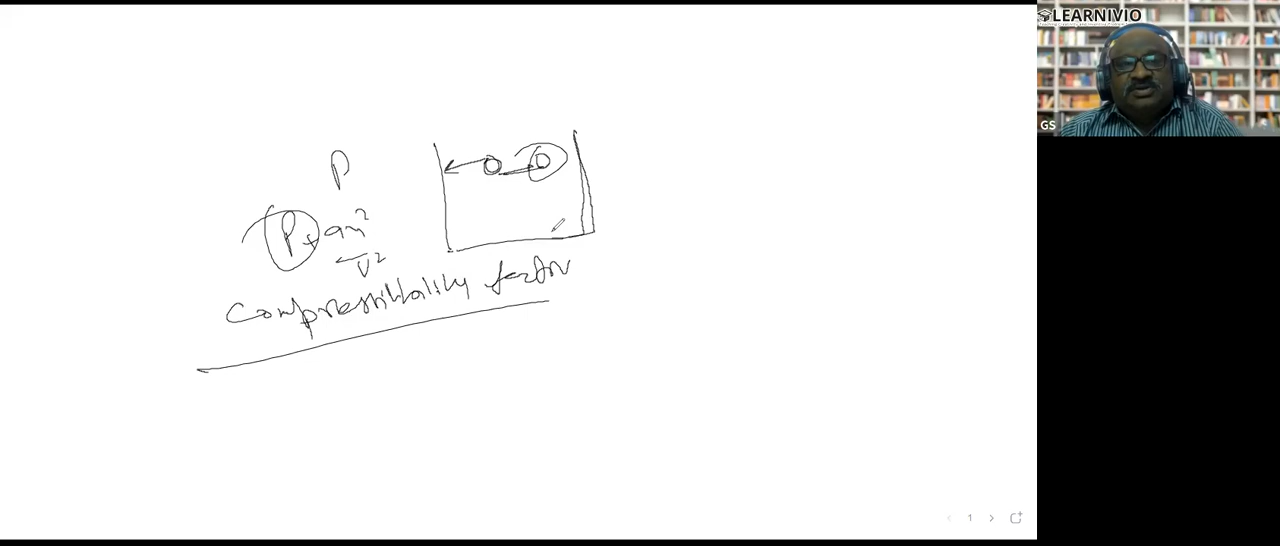 LEARNIVIO
P
P + an²
V²
Compressibility factor
GS
1